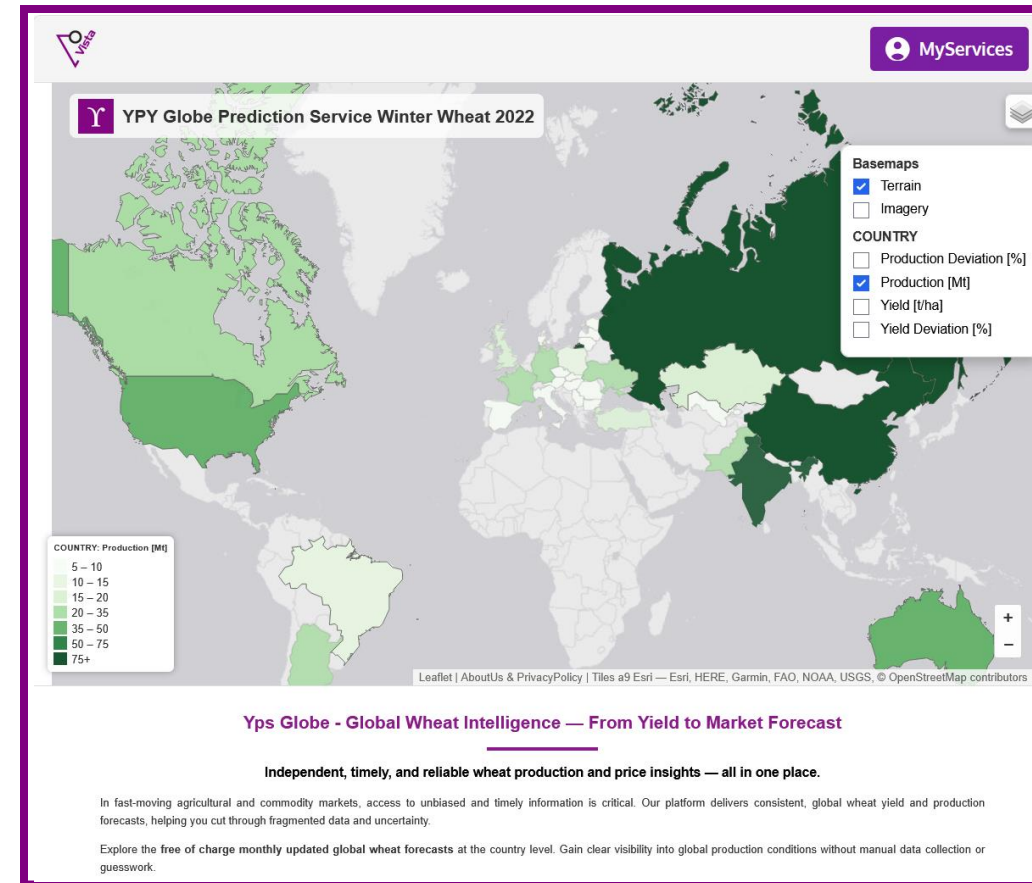 Vista
MyServices
ϒ YPY Globe Prediction Service Winter Wheat 2022
Basemaps
Terrain
Imagery
COUNTRY
Production Deviation [%]
Production [Mt]
Yield [t/ha]
Yield Deviation [%]
COUNTRY: Production [Mt]
5 – 10
10 – 15
15 – 20
20 – 35
35 – 50
50 – 75
75+
+
−
Leaflet | AboutUs & PrivacyPolicy | Tiles a9 Esri — Esri, HERE, Garmin, FAO, NOAA, USGS, © OpenStreetMap contributors
Yps Globe - Global Wheat Intelligence — From Yield to Market Forecast
Independent, timely, and reliable wheat production and price insights — all in one place.
In fast-moving agricultural and commodity markets, access to unbiased and timely information is critical. Our platform delivers consistent, global wheat yield and production
forecasts, helping you cut through fragmented data and uncertainty.
Explore the free of charge monthly updated global wheat forecasts at the country level. Gain clear visibility into global production conditions without manual data collection or
guesswork.